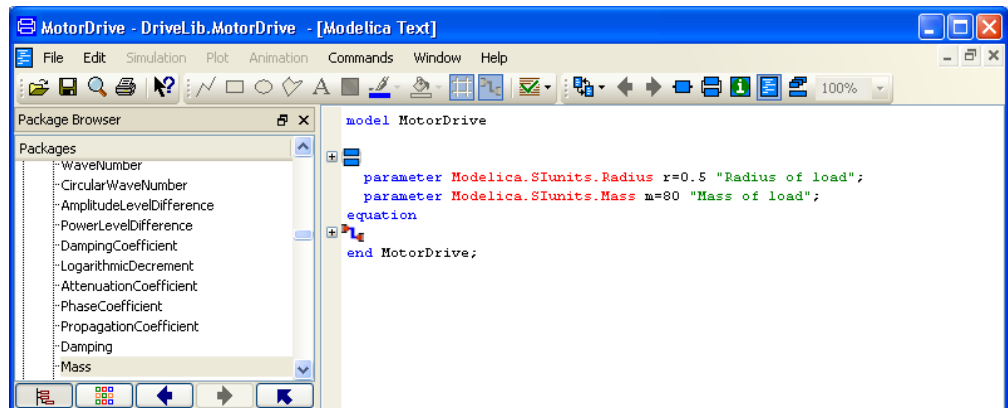 MotorDrive - DriveLib.MotorDrive - [Modelica Text]
File Edit Simulation Plot Animation Commands Window Help
A 100%
Package Browser
Packages
WaveNumber
CircularWaveNumber
AmplitudeLevelDifference
PowerLevelDifference
DampingCoefficient
LogarithmicDecrement
AttenuationCoefficient
PhaseCoefficient
PropagationCoefficient
Damping
Mass
model MotorDrive
parameter Modelica.SIunits.Radius r=0.5 "Radius of load";
parameter Modelica.SIunits.Mass m=80 "Mass of load";
equation
end MotorDrive;